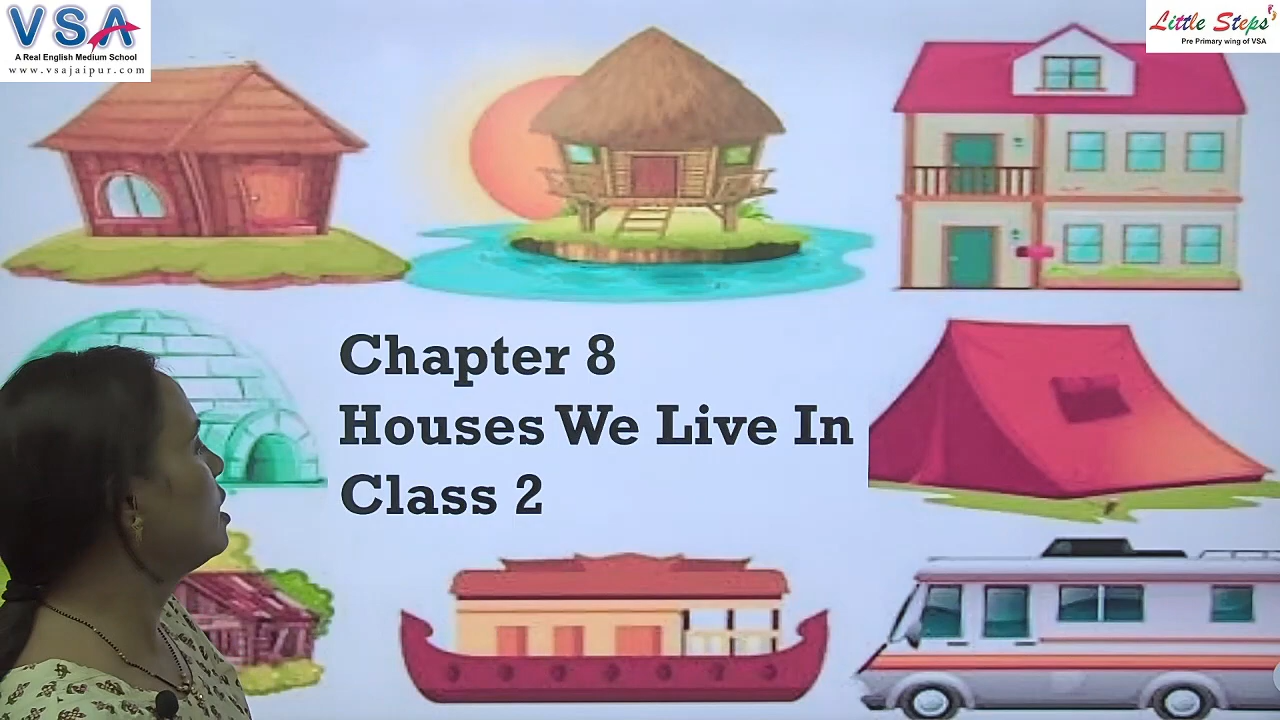 VSA
A Real English Medium School
www.vsajaipur.com
Little Steps
Pre Primary wing of VSA
Chapter 8
Houses We Live In
Class 2